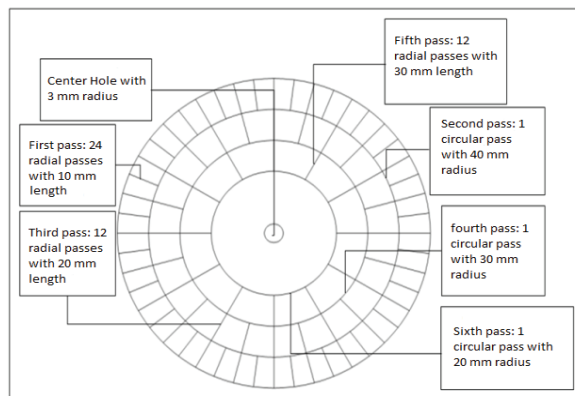 Center Hole with
3 mm radius
First pass: 24
radial passes
with 10 mm
length
Third pass: 12
radial passes
with 20 mm
length
Fifth pass: 12
radial passes with
30 mm length
Second pass: 1
circular pass
with 40 mm
radius
fourth pass: 1
circular pass
with 30 mm
radius
Sixth pass: 1
circular pass with
20 mm radius